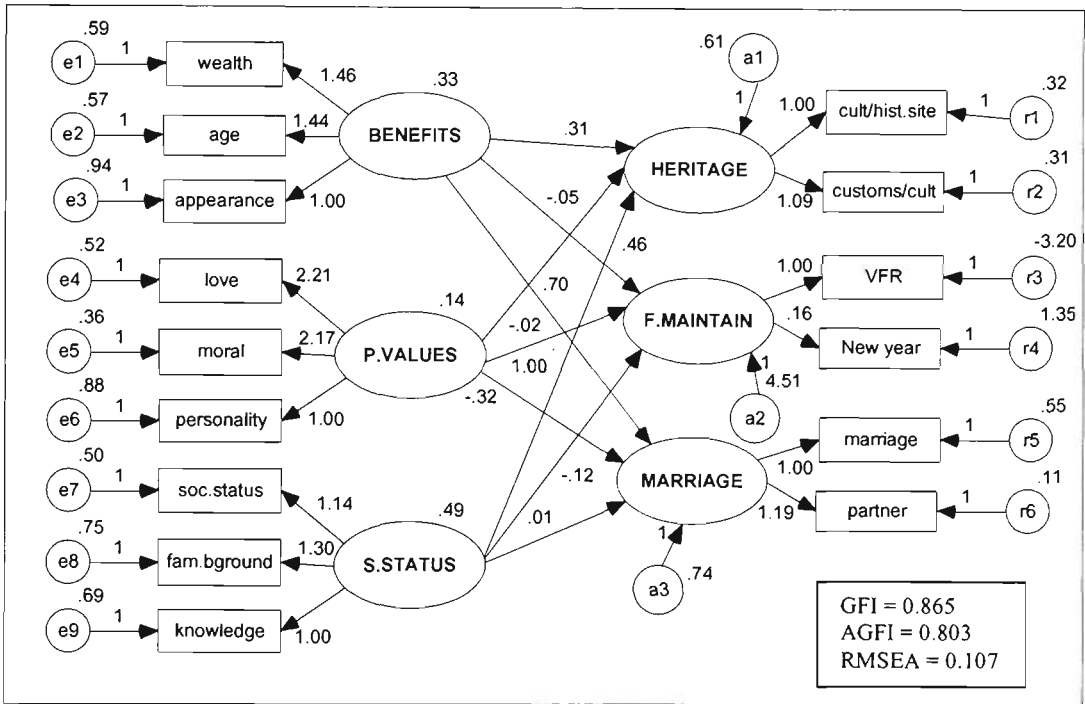 .59
e1
1
wealth
1.46
.57
e2
1
age
1.44
.94
e3
1
appearance
1.00
.33
BENEFITS
.52
e4
1
love
2.21
.36
e5
1
moral
2.17
.88
e6
1
personality
1.00
.14
P.VALUES
.50
e7
1
soc.status
1.14
.75
e8
1
fam.bground
1.30
.69
e9
1
knowledge
1.00
.49
S.STATUS
.31
-.05
.70
.46
-.02
1.00
-.32
-.12
.01
.61
a1
1
HERITAGE
1.00
cult/hist.site
1
.32
r1
1.09
customs/cult
1
.31
r2
F.MAINTAIN
1
4.51
a2
1.00
VFR
1
-3.20
r3
.16
New year
1
1.35
r4
MARRIAGE
1
.74
a3
1.00
marriage
1
.55
r5
1.19
partner
1
.11
r6
GFI = 0.865
AGFI = 0.803
RMSEA = 0.107